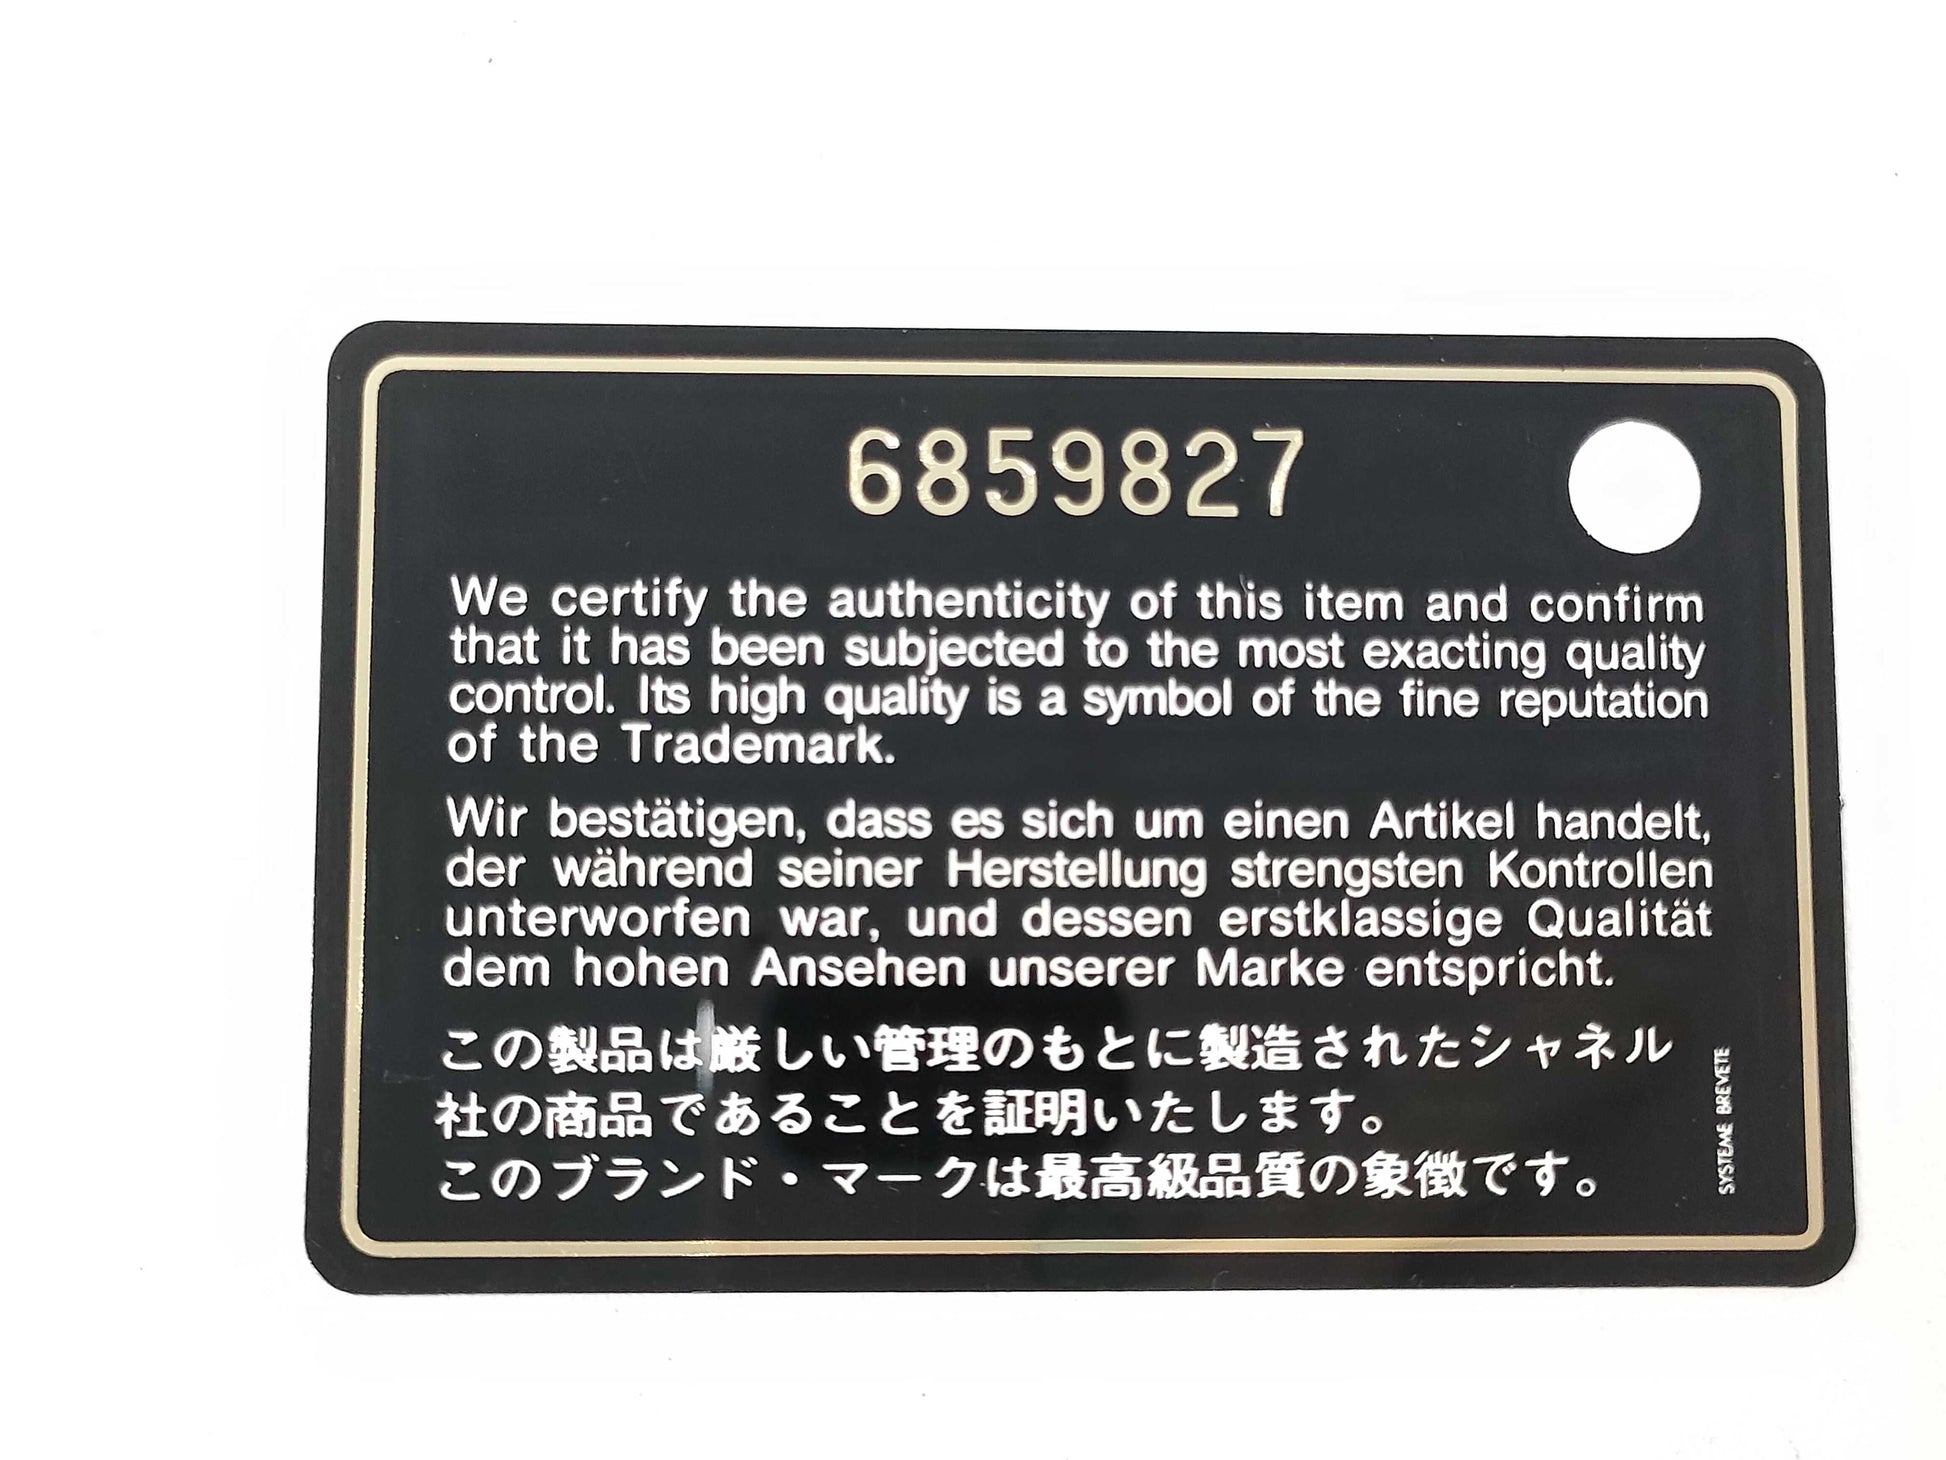 6859827
We certify the authenticity of this item and confirm
that it has been subjected to the most exacting quality
control. Its high quality is a symbol of the fine reputation
of the Trademark.
Wir bestätigen, dass es sich um einen Artikel handelt,
der während seiner Herstellung strengsten Kontrollen
unterworfen war, und dessen erstklassige Qualität
dem hohen Ansehen unserer Marke entspricht.
この製品は厳しい管理のもとに製造されたシャネル
社の商品であることを証明いたします。
このブランド・マークは最高級品質の象徴です。
SYSTEME BREVETE